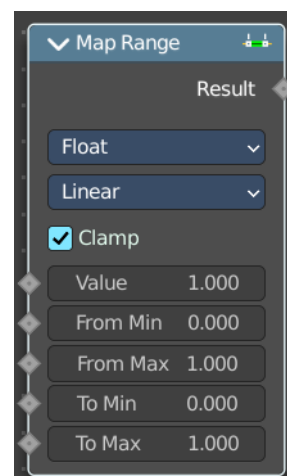 Map Range
Result
Float
Linear
Clamp
Value 1.000
From Min 0.000
From Max 1.000
To Min 0.000
To Max 1.000